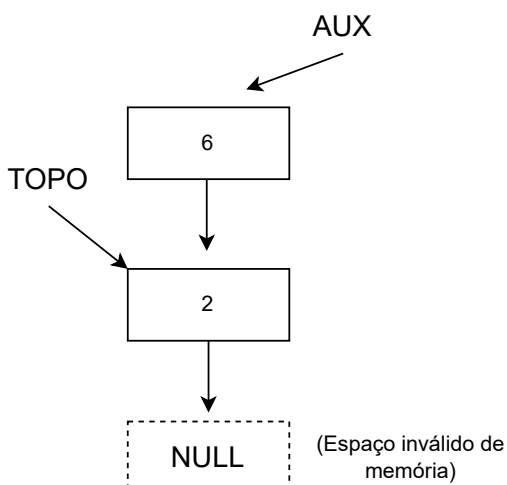 AUX
6
TOPO
2
NULL
(Espaço inválido de
memória)